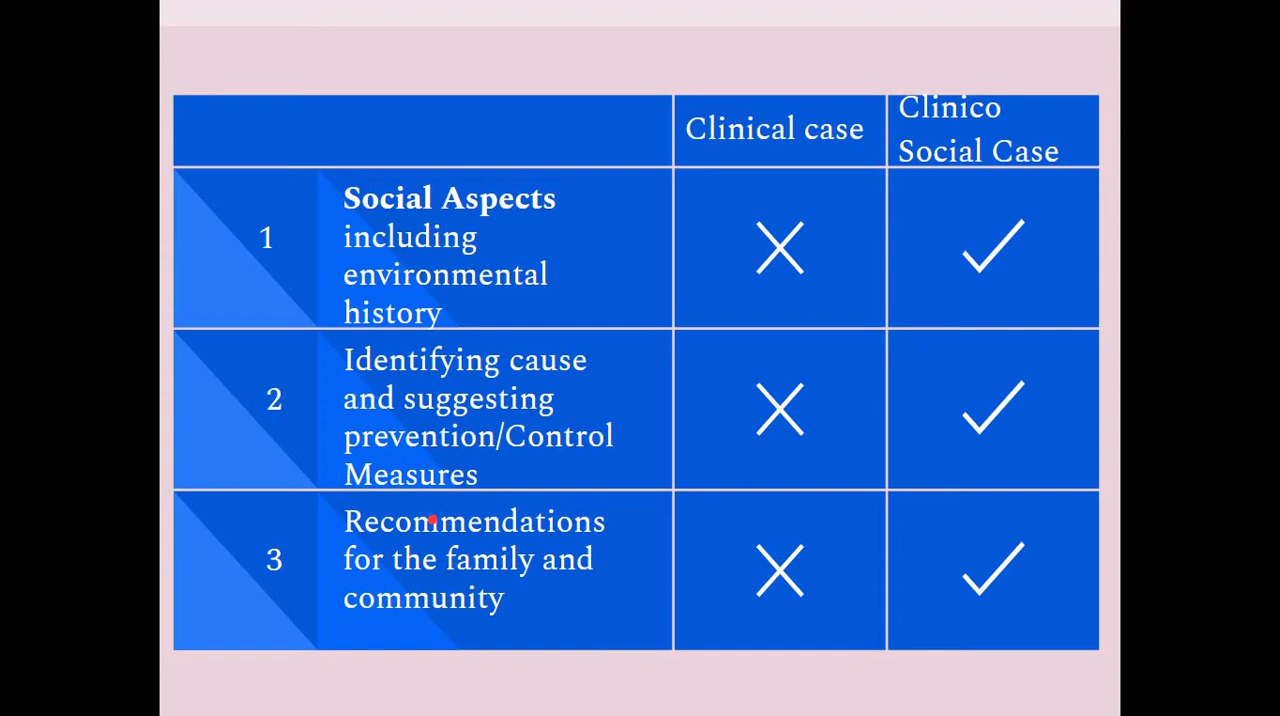 Clinical case
Clinico
Social Case
1
Social Aspects
including
environmental
history
2
Identifying cause
and suggesting
prevention/Control
Measures
3
Recommendations
for the family and
community